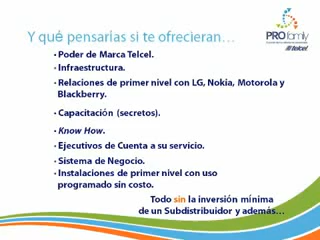 Y qué pensarías si te ofrecieran…
PROfamily
telcel
• Poder de Marca Telcel.
• Infraestructura.
• Relaciones de primer nivel con LG, Nokia, Motorola y
Blackberry.
• Capacitación (secretos).
• Know How.
• Ejecutivos de Cuenta a su servicio.
• Sistema de Negocio.
• Instalaciones de primer nivel con uso
programado sin costo.
Todo sin la inversión mínima
de un Subdistribuidor y además…